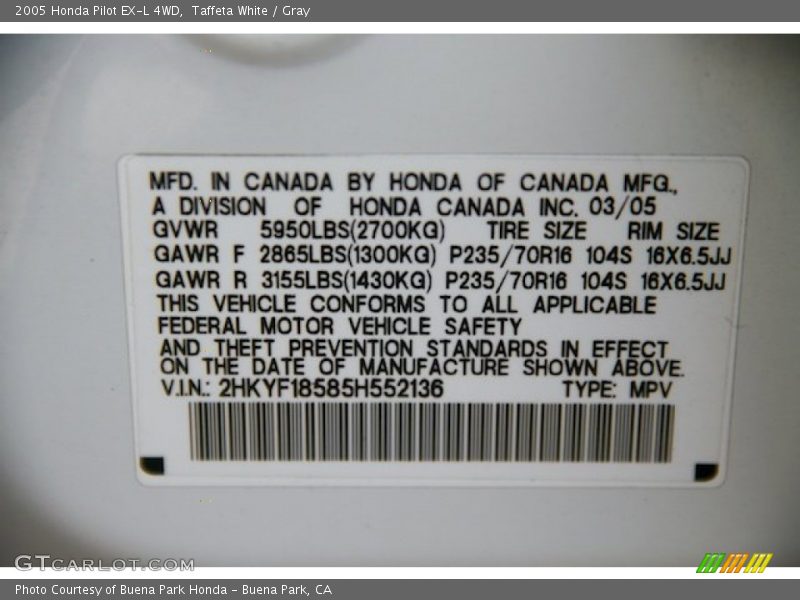 2005 Honda Pilot EX-L 4WD, Taffeta White / Gray
MFD. IN CANADA BY HONDA OF CANADA MFG.,
A DIVISION OF HONDA CANADA INC. 03/05
GVWR 5950LBS(2700KG) TIRE SIZE RIM SIZE
GAWR F 2865LBS(1300KG) P235/70R16 104S 16X6.5JJ
GAWR R 3155LBS(1430KG) P235/70R16 104S 16X6.5JJ
THIS VEHICLE CONFORMS TO ALL APPLICABLE
FEDERAL MOTOR VEHICLE SAFETY
AND THEFT PREVENTION STANDARDS IN EFFECT
ON THE DATE OF MANUFACTURE SHOWN ABOVE.
V.I.N.: 2HKYF18585H552136 TYPE: MPV
GTCARLOT.COM
Photo Courtesy of Buena Park Honda - Buena Park, CA